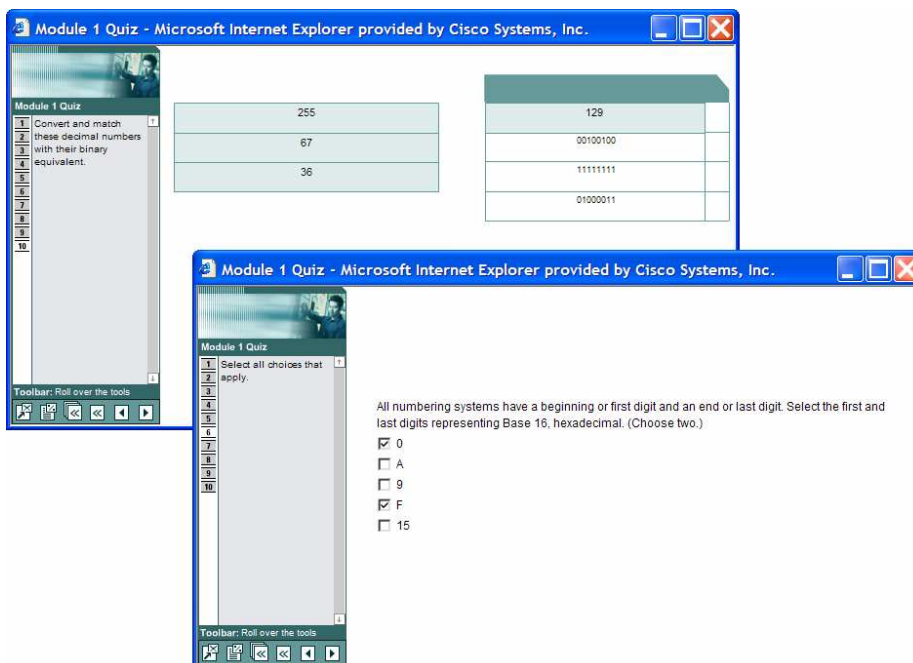 Module 1 Quiz - Microsoft Internet Explorer provided by Cisco Systems, Inc.
Module 1 Quiz
1
2
3
4
5
6
7
8
9
10
Convert and match
these decimal numbers
with their binary
equivalent.
255
67
36
129
00100100
11111111
01000011
Toolbar: Roll over the tools
Module 1 Quiz - Microsoft Internet Explorer provided by Cisco Systems, Inc.
Module 1 Quiz
1
2
3
4
5
6
7
8
9
10
Select all choices that
apply.
All numbering systems have a beginning or first digit and an end or last digit. Select the first and
last digits representing Base 16, hexadecimal. (Choose two.)
0
A
9
F
15
Toolbar: Roll over the tools